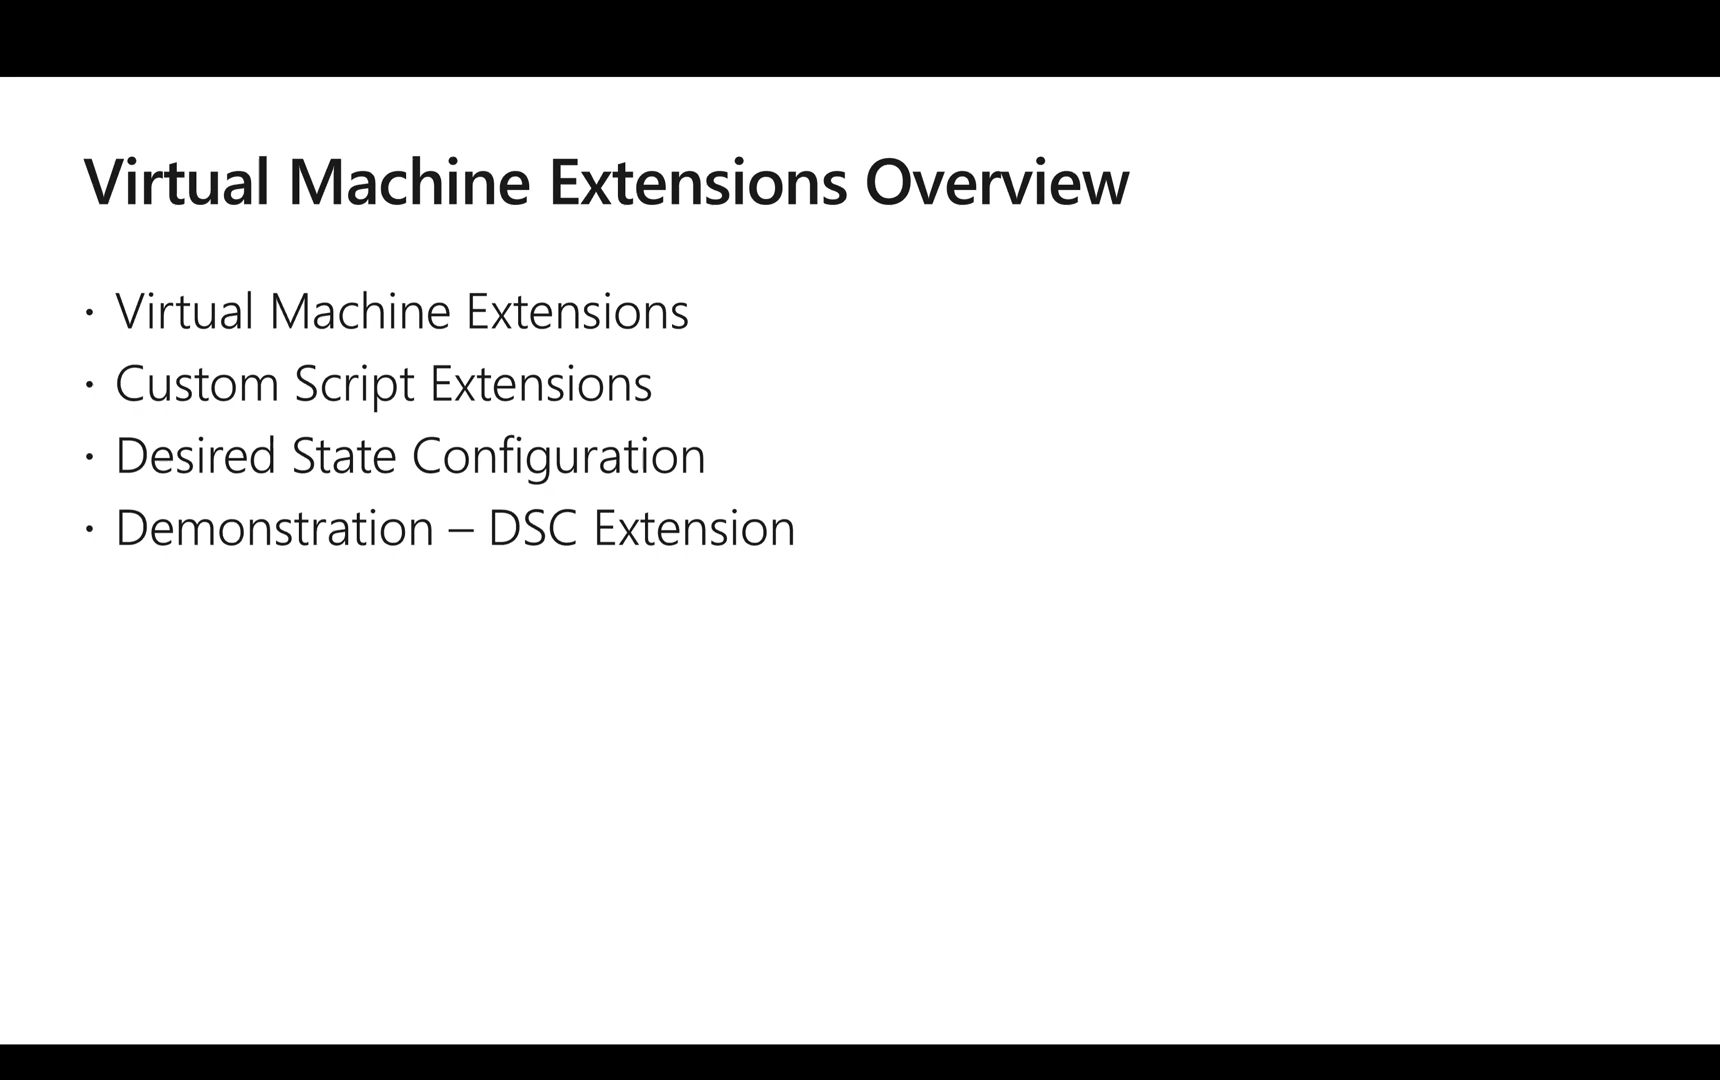 Virtual Machine Extensions Overview
• Virtual Machine Extensions
• Custom Script Extensions
• Desired State Configuration
• Demonstration – DSC Extension